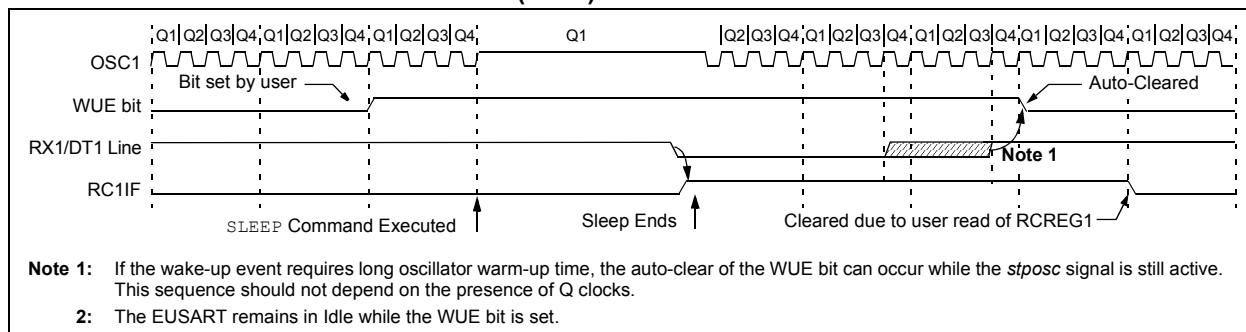 Q1 Q2 Q3 Q4 Q1 Q2 Q3 Q4 Q1 Q2 Q3 Q4 Q1 Q2 Q3 Q4 Q1 Q2 Q3 Q4 Q1 Q2 Q3 Q4 Q1 Q2 Q3 Q4 Q1 Q2 Q3 Q4
OSC1
Bit set by user
Auto-Cleared
WUE bit
RX1/DT1 Line
Note 1
RC1IF
SLEEP Command Executed
Sleep Ends
Cleared due to user read of RCREG1
Note 1: If the wake-up event requires long oscillator warm-up time, the auto-clear of the WUE bit can occur while the stposc signal is still active.
This sequence should not depend on the presence of Q clocks.
2: The EUSART remains in Idle while the WUE bit is set.